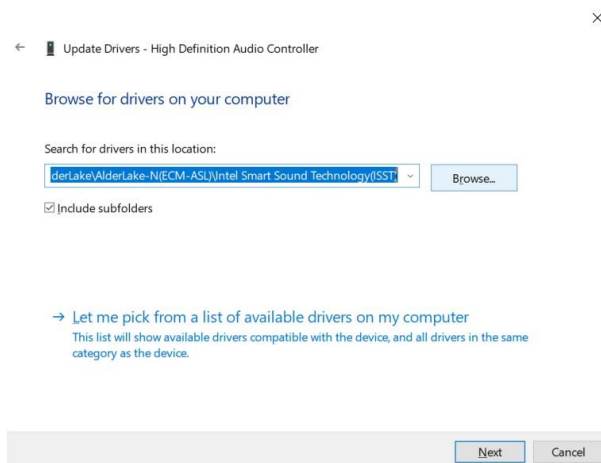 Update Drivers - High Definition Audio Controller
Browse for drivers on your computer
Search for drivers in this location:
derLake\AlderLake-N(ECM-ASL)\Intel Smart Sound Technology(ISST)
Browse...
Include subfolders
Let me pick from a list of available drivers on my computer
This list will show available drivers compatible with the device, and all drivers in the same
category as the device.
Next
Cancel